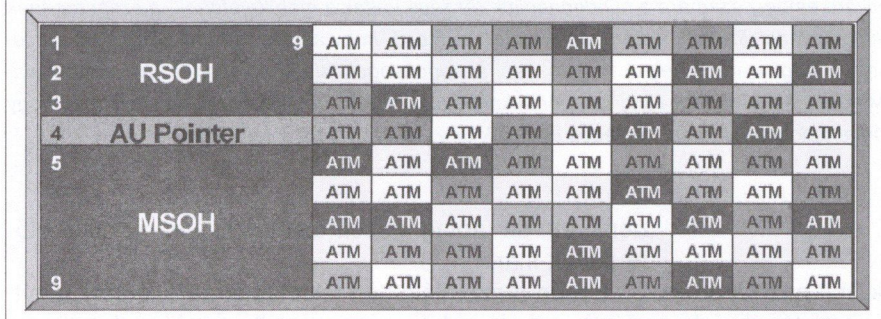 1 9 ATM ATM ATM ATM ATM ATM ATM ATM ATM
2 RSOH ATM ATM ATM ATM ATM ATM ATM ATM ATM
3 ATM ATM ATM ATM ATM ATM ATM ATM ATM
4 AU Pointer ATM ATM ATM ATM ATM ATM ATM ATM ATM
5 ATM ATM ATM ATM ATM ATM ATM ATM ATM
ATM ATM ATM ATM ATM ATM ATM ATM ATM
MSOH ATM ATM ATM ATM ATM ATM ATM ATM ATM
ATM ATM ATM ATM ATM ATM ATM ATM ATM
9 ATM ATM ATM ATM ATM ATM ATM ATM ATM